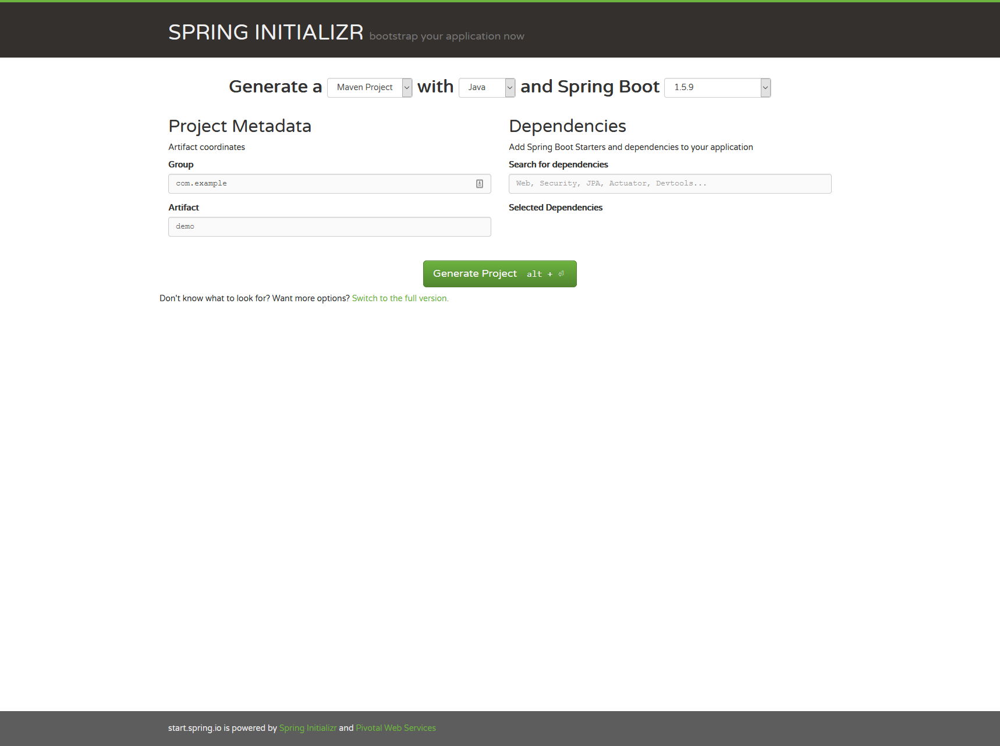 SPRING INITIALIZR bootstrap your application now
Generate a Maven Project with Java and Spring Boot 1.5.9
Project Metadata
Artifact coordinates
Group
com.example
Artifact
demo
Dependencies
Add Spring Boot Starters and dependencies to your application
Search for dependencies
Web, Security, JPA, Actuator, Devtools...
Selected Dependencies
Generate Project alt + ⏎
Don't know what to look for? Want more options? Switch to the full version.
start.spring.io is powered by Spring Initializr and Pivotal Web Services